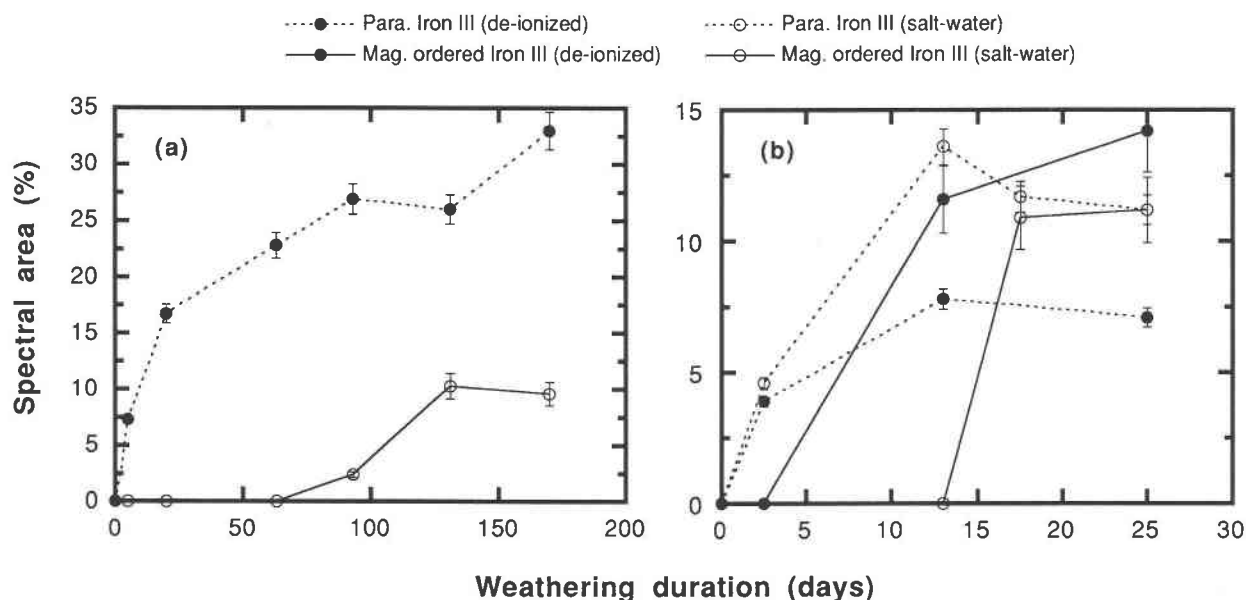 Para. Iron III (de-ionized) Para. Iron III (salt-water)
Mag. ordered Iron III (de-ionized) Mag. ordered Iron III (salt-water)
(a) (b)
Spectral area (%)
35
30
25
20
15
10
5
0
0 50 100 150 200
15
10
5
0
0 5 10 15 20 25 30
Weathering duration (days)